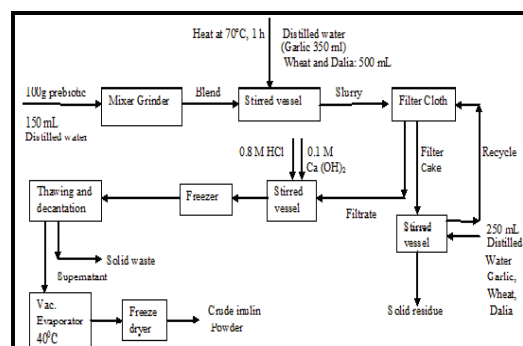 Heat at 70°C, 1 h
Distilled water
(Garlic 350 ml)
Wheat and Dalia: 500 mL
100g prebiotic
150 mL
Distilled water
Mixer Grinder
Blend
Stirred vessel
Slurry
Filter Cloth
0.8 M HCl
0.1 M
Ca (OH)₂
Filter
Cake
Recycle
Thawing and
decantation
Freezer
Stirred
vessel
Filtrate
Stirred
vessel
250 mL
Distilled
Water
Garlic,
Wheat,
Dalia
Solid waste
Supernatant
Vac.
Evaporator
40⁰C
Freeze
dryer
Crude inulin
Powder
Solid residue